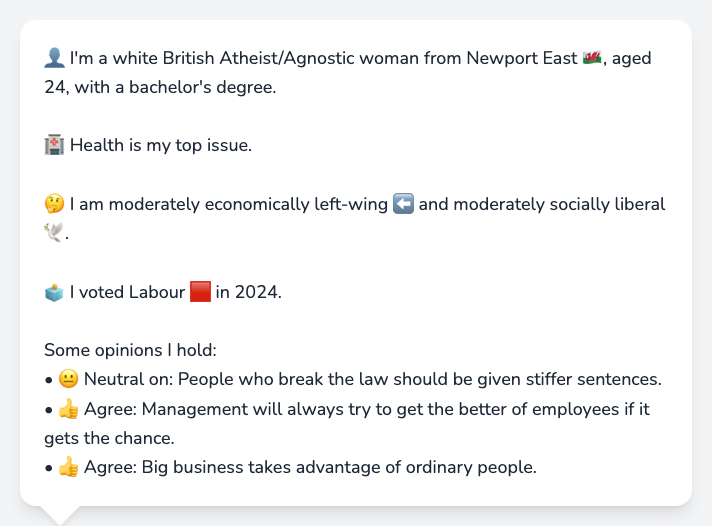 👤 I'm a white British Atheist/Agnostic woman from Newport East 🏴󠁧󠁢󠁷󠁬󠁳󠁿, aged
24, with a bachelor's degree.
🏥 Health is my top issue.
🤔 I am moderately economically left-wing ⬅️ and moderately socially liberal
🕊️.
🗳️ I voted Labour 🟥 in 2024.
Some opinions I hold:
• 😐 Neutral on: People who break the law should be given stiffer sentences.
• 👍 Agree: Management will always try to get the better of employees if it
gets the chance.
• 👍 Agree: Big business takes advantage of ordinary people.